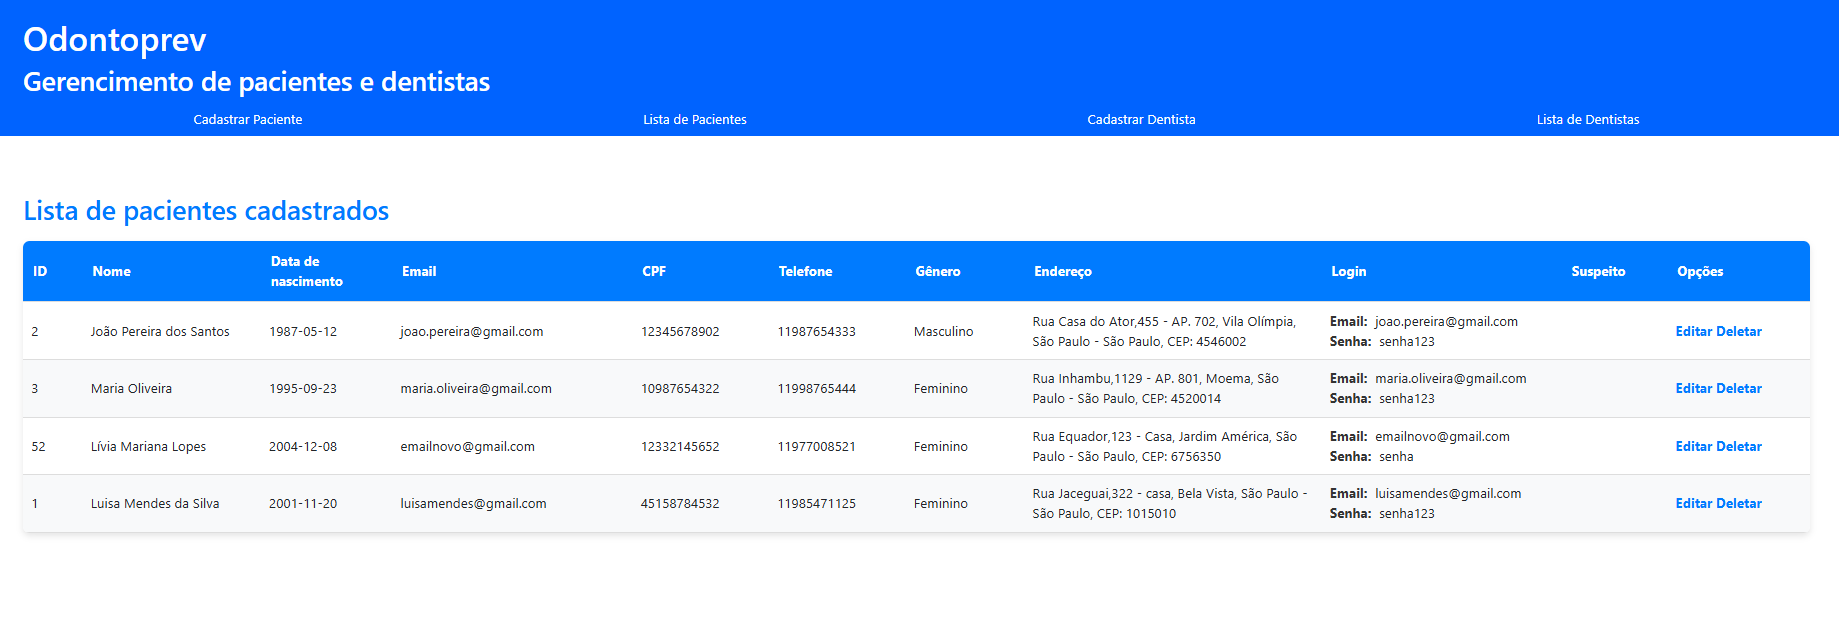 Odontoprev
Gerencimento de pacientes e dentistas
Cadastrar Paciente Lista de Pacientes Cadastrar Dentista Lista de Dentistas
Lista de pacientes cadastrados
ID Nome Data de nascimento Email CPF Telefone Gênero Endereço Login Suspeito Opções
2 João Pereira dos Santos 1987-05-12 joao.pereira@gmail.com 12345678902 11987654333 Masculino Rua Casa do Ator,455 - AP. 702, Vila Olímpia, Email: joao.pereira@gmail.com Editar Deletar
São Paulo - São Paulo, CEP: 4546002 Senha: senha123
3 Maria Oliveira 1995-09-23 maria.oliveira@gmail.com 10987654322 11998765444 Feminino Rua Inhambu,1129 - AP. 801, Moema, São Email: maria.oliveira@gmail.com Editar Deletar
Paulo - São Paulo, CEP: 4520014 Senha: senha123
52 Lívia Mariana Lopes 2004-12-08 emailnovo@gmail.com 12332145652 11977008521 Feminino Rua Equador,123 - Casa, Jardim América, São Email: emailnovo@gmail.com Editar Deletar
Paulo - São Paulo, CEP: 6756350 Senha: senha
1 Luisa Mendes da Silva 2001-11-20 luisamendes@gmail.com 45158784532 11985471125 Feminino Rua Jaceguai,322 - casa, Bela Vista, São Paulo - Email: luisamendes@gmail.com Editar Deletar
São Paulo, CEP: 1015010 Senha: senha123